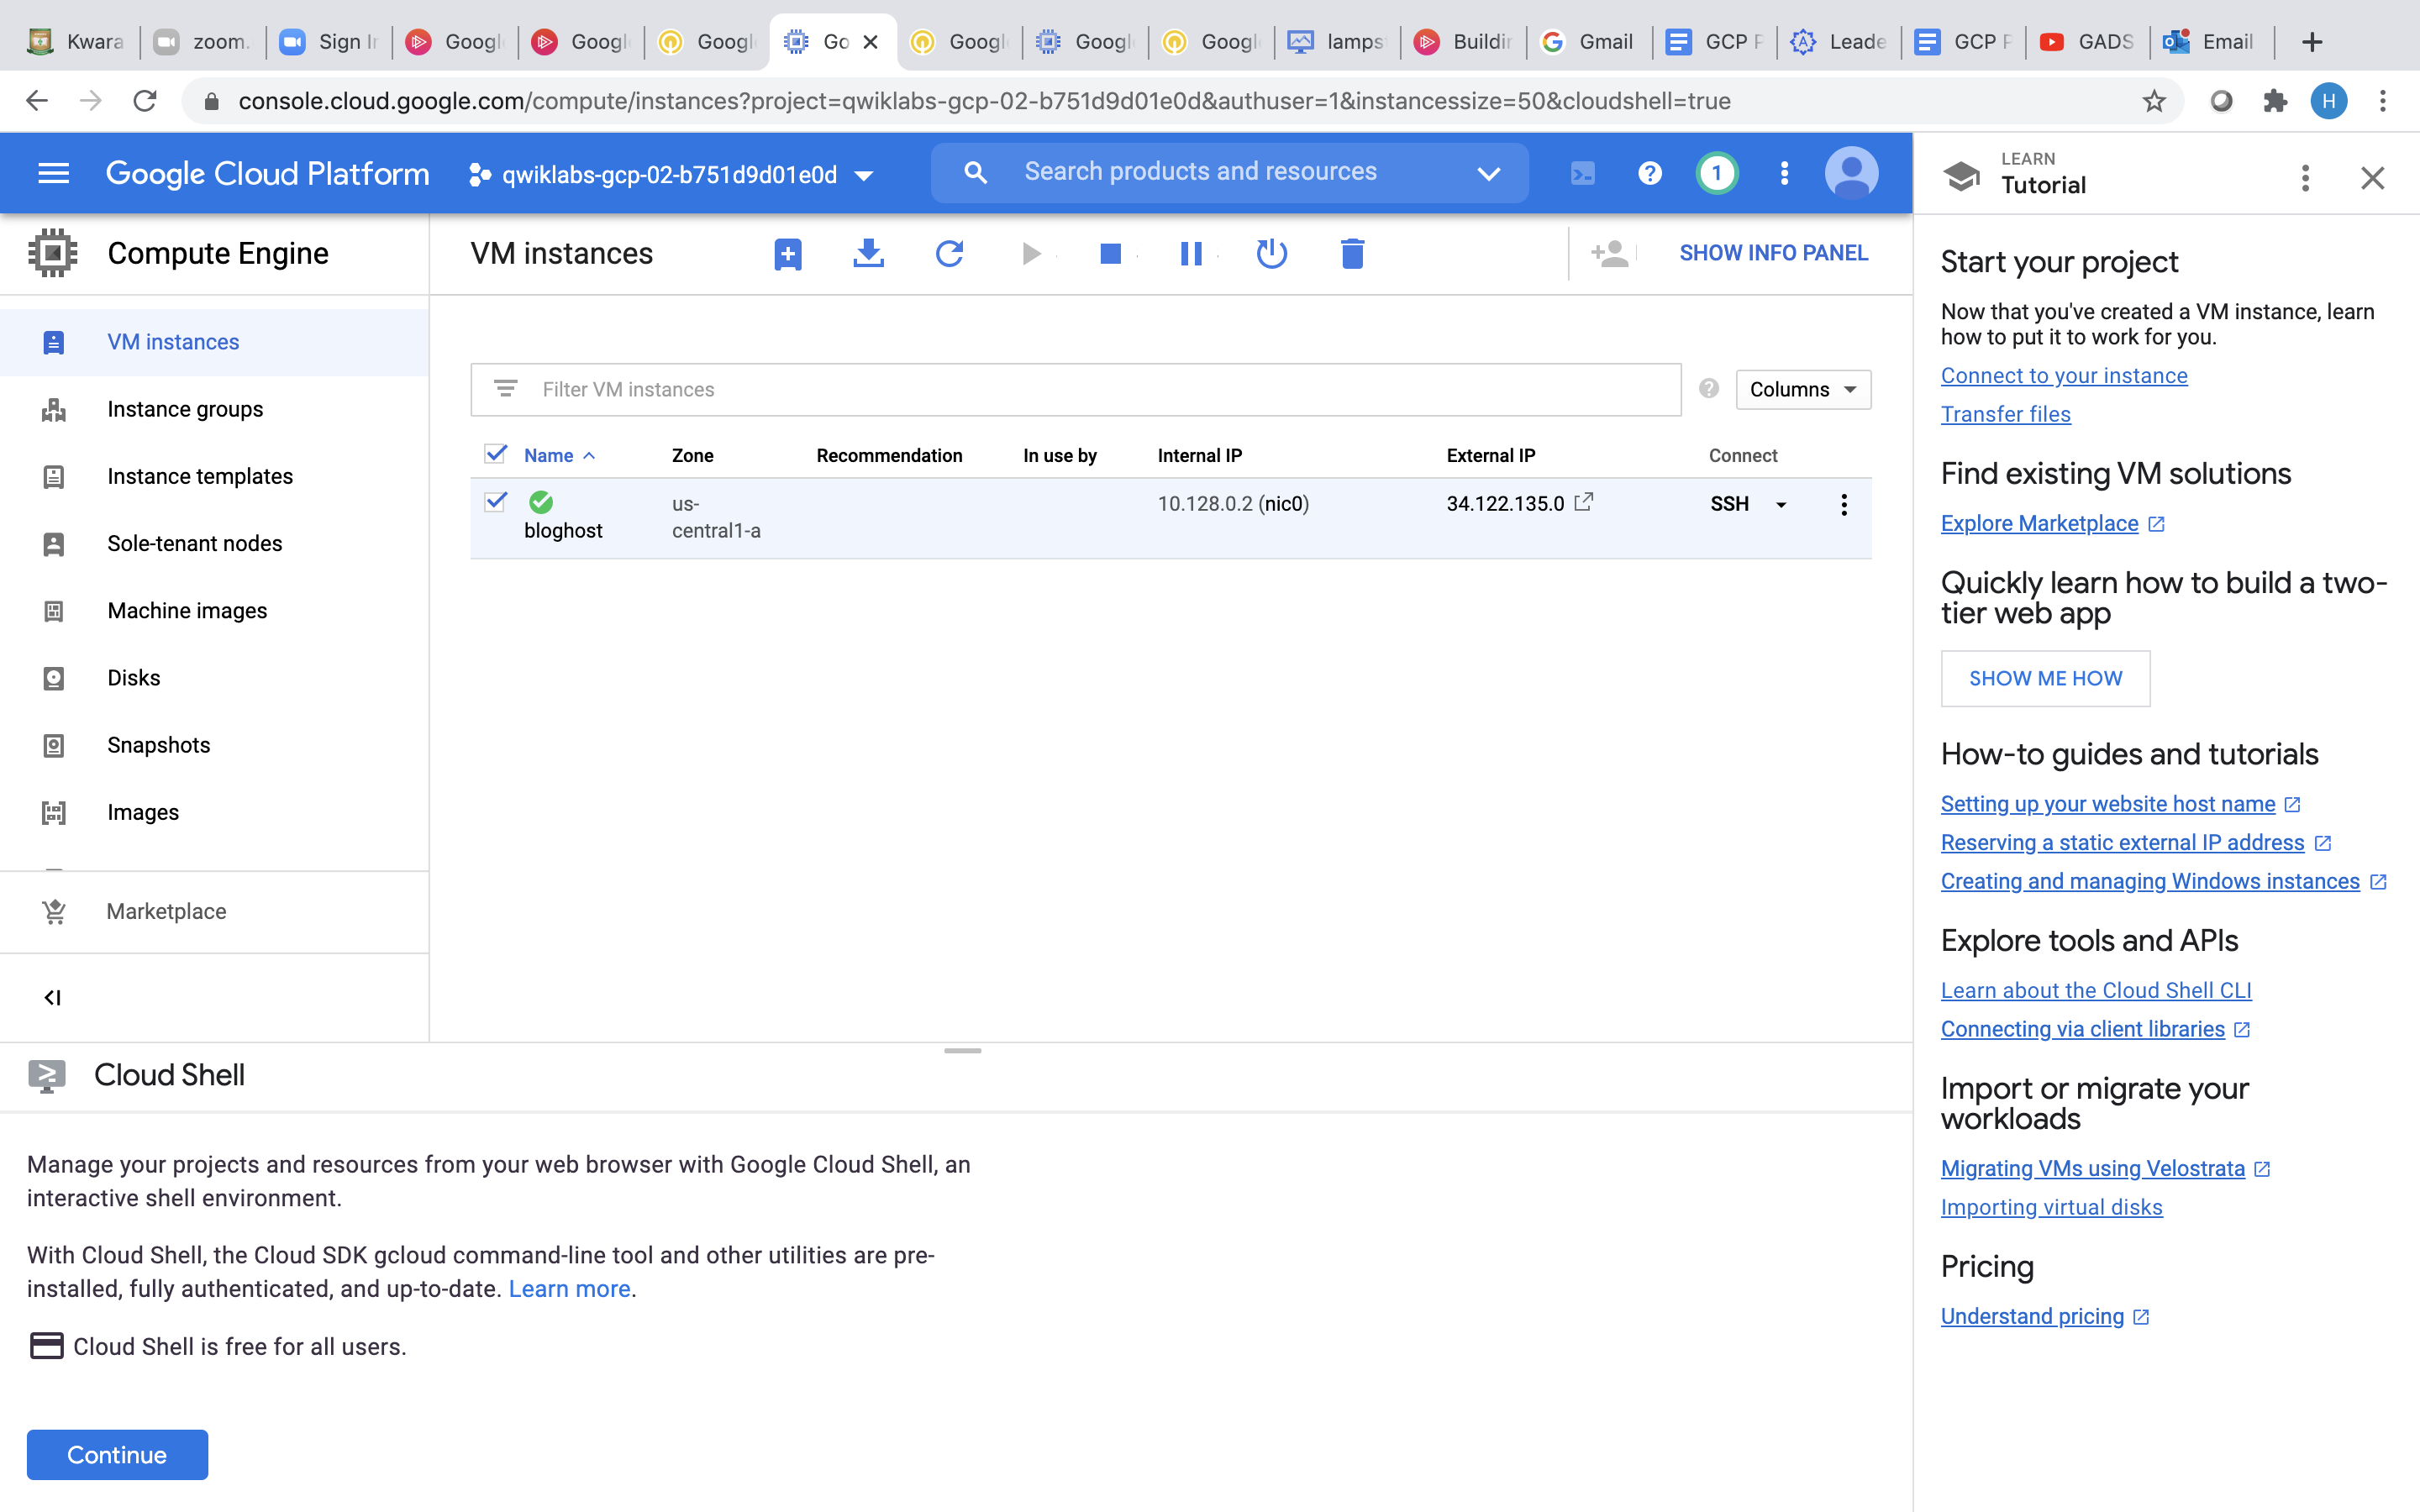 Kwara
zoom.
Sign In
Googl
Googl
Googl
Go
Googl
Googl
Googl
lamps
Buildin
Gmail
GCP P
Leade
GCP P
GADS
Email
console.cloud.google.com/compute/instances?project=qwiklabs-gcp-02-b751d9d01e0d&authuser=1&instancessize=50&cloudshell=true
H
Google Cloud Platform
qwiklabs-gcp-02-b751d9d01e0d
Search products and resources
1
LEARN
Tutorial
Compute Engine
VM instances
SHOW INFO PANEL
VM instances
Instance groups
Instance templates
Sole-tenant nodes
Machine images
Disks
Snapshots
Images
Marketplace
Filter VM instances
Columns
Name Zone Recommendation In use by Internal IP External IP Connect
bloghost
us-
central1-a
10.128.0.2 (nic0)
34.122.135.0
SSH
Start your project
Now that you've created a VM instance, learn
how to put it to work for you.
Connect to your instance
Transfer files
Find existing VM solutions
Explore Marketplace
Quickly learn how to build a two-
tier web app
SHOW ME HOW
How-to guides and tutorials
Setting up your website host name
Reserving a static external IP address
Creating and managing Windows instances
Explore tools and APIs
Learn about the Cloud Shell CLI
Connecting via client libraries
Import or migrate your
workloads
Migrating VMs using Velostrata
Importing virtual disks
Pricing
Understand pricing
Cloud Shell
Manage your projects and resources from your web browser with Google Cloud Shell, an
interactive shell environment.
With Cloud Shell, the Cloud SDK gcloud command-line tool and other utilities are pre-
installed, fully authenticated, and up-to-date. Learn more.
Cloud Shell is free for all users.
Continue